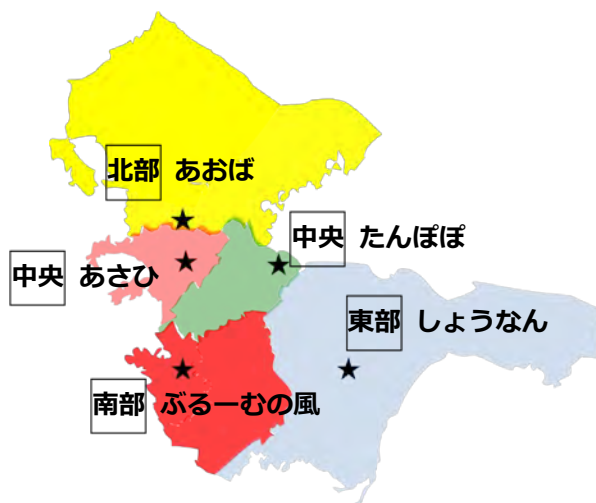 北部 あおば
中央 たんぽぽ
中央 あさひ
東部 しょうなん
南部 ぶるーむの風